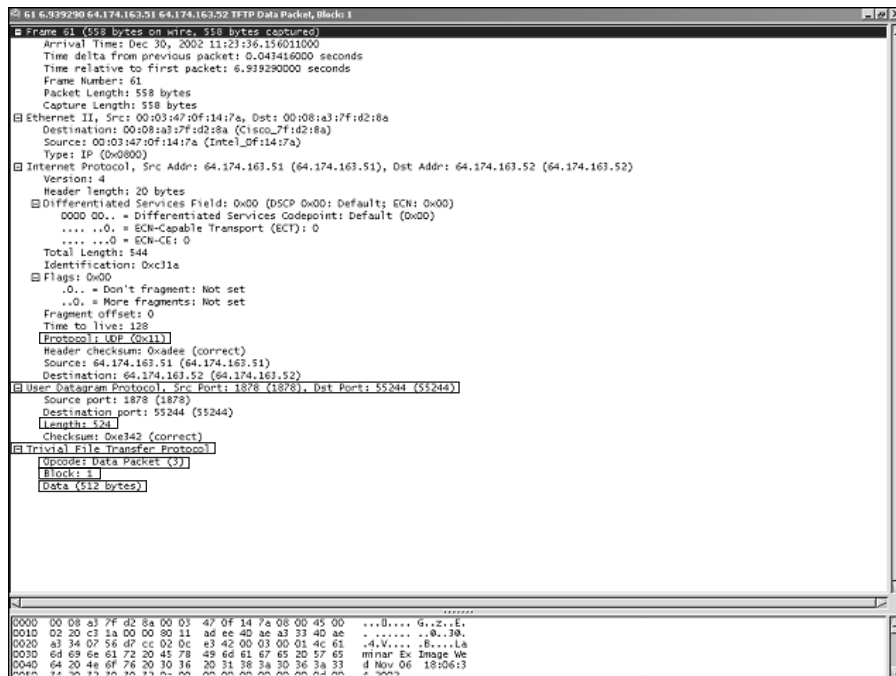 61 6.939290 64.174.163.51 64.174.163.52 TFTP Data Packet, Block: 1
Frame 61 (558 bytes on wire, 558 bytes captured)
Arrival Time: Dec 30, 2002 11:23:36.156011000
Time delta from previous packet: 0.043416000 seconds
Time relative to first packet: 6.939290000 seconds
Frame Number: 61
Packet Length: 558 bytes
Capture Length: 558 bytes
Ethernet II, Src: 00:03:47:0f:14:7a, Dst: 00:08:a3:7f:d2:8a
Destination: 00:08:a3:7f:d2:8a (Cisco_7f:d2:8a)
Source: 00:03:47:0f:14:7a (Intel_0f:14:7a)
Type: IP (0x0800)
Internet Protocol, Src Addr: 64.174.163.51 (64.174.163.51), Dst Addr: 64.174.163.52 (64.174.163.52)
Version: 4
Header length: 20 bytes
Differentiated Services Field: 0x00 (DSCP 0x00: Default; ECN: 0x00)
0000 00.. = Differentiated Services Codepoint: Default (0x00)
.... ..0. = ECN-Capable Transport (ECT): 0
.... ...0 = ECN-CE: 0
Total Length: 544
Identification: 0xc31a
Flags: 0x00
.0.. = Don't fragment: Not set
..0. = More fragments: Not set
Fragment offset: 0
Time to live: 128
Protocol: UDP (0x11)
Header checksum: 0xadee (correct)
Source: 64.174.163.51 (64.174.163.51)
Destination: 64.174.163.52 (64.174.163.52)
User Datagram Protocol, Src Port: 1878 (1878), Dst Port: 55244 (55244)
Source port: 1878 (1878)
Destination port: 55244 (55244)
Length: 524
Checksum: 0xe342 (correct)
Trivial File Transfer Protocol
Opcode: Data Packet (3)
Block: 1
Data (512 bytes)
0000 00 08 a3 7f d2 8a 00 03 47 0f 14 7a 08 00 45 00 ........ G..z..E.
0010 02 20 c3 1a 00 00 80 11 ad ee 40 ae a3 33 40 ae . ...... ..@..3@.
0020 a3 34 07 56 d7 cc 02 0c e3 42 00 03 00 01 4c 61 .4.V.... .B....La
0030 6d 69 6e 61 72 20 45 78 49 6d 61 67 65 20 57 65 minar Ex Image We
0040 64 20 4e 6f 76 20 30 36 20 31 38 3a 30 36 3a 33 d Nov 06 18:06:3